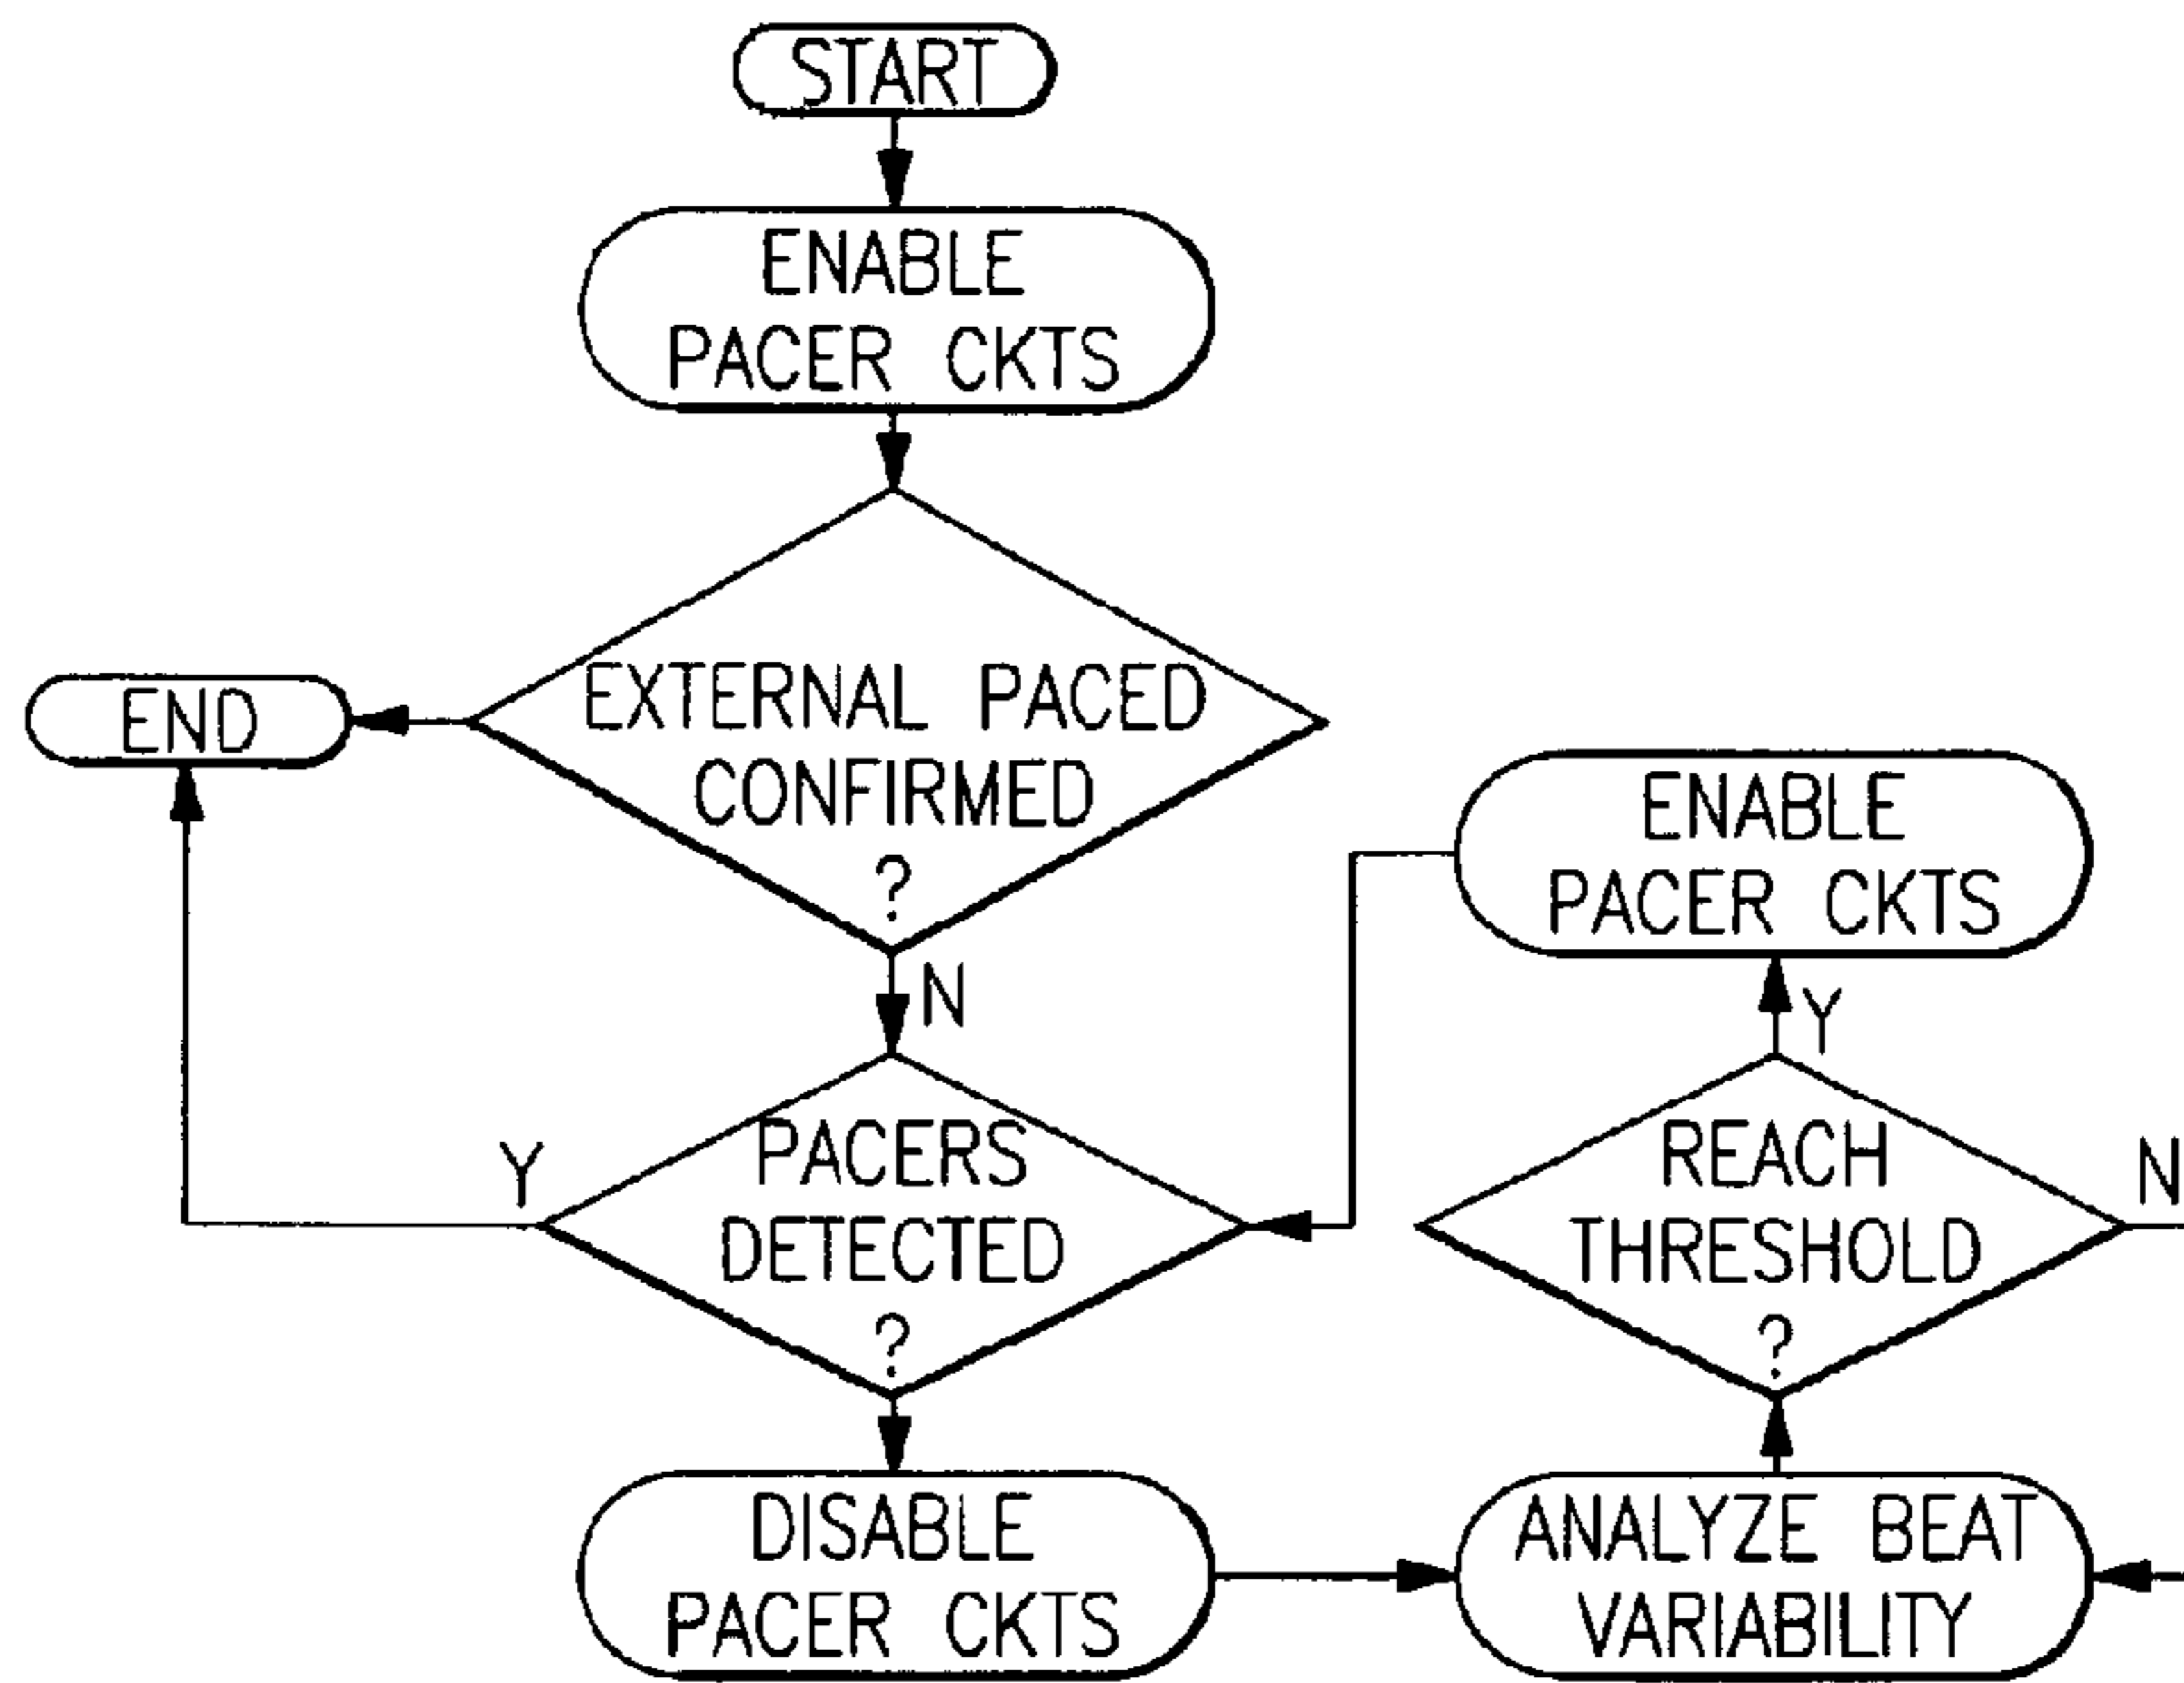 START
ENABLE
PACER CKTS
EXTERNAL PACED
CONFIRMED
?
END
N
ENABLE
PACER CKTS
Y
PACERS
DETECTED
?
Y
REACH
THRESHOLD
?
N
DISABLE
PACER CKTS
ANALYZE BEAT
VARIABILITY